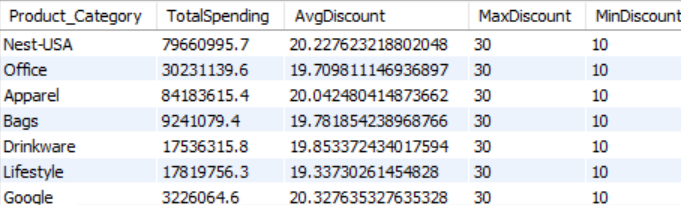 Product_Category TotalSpending AvgDiscount MaxDiscount MinDiscount
Nest-USA 79660995.7 20.227623218802048 30 10
Office 30231139.6 19.709811146936897 30 10
Apparel 84183615.4 20.042480414873662 30 10
Bags 9241079.4 19.781854238968766 30 10
Drinkware 17536315.8 19.853372434017594 30 10
Lifestyle 17819756.3 19.33730261454828 30 10
Google 3226064.6 20.327635327635328 30 10